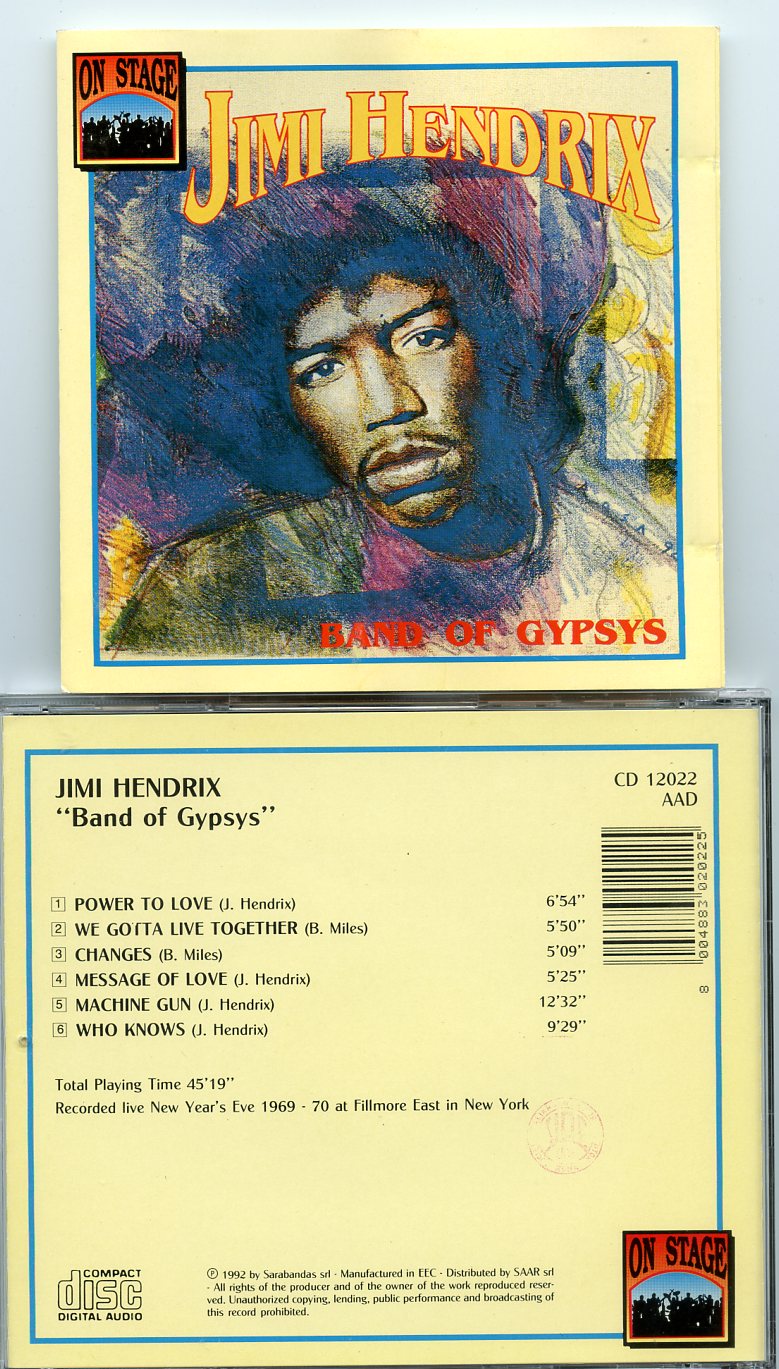 ON STAGE
JIMI HENDRIX
BAND OF GYPSYS
JIMI HENDRIX
“Band of Gypsys”
CD 12022
AAD
1 POWER TO LOVE (J. Hendrix) 6'54''
2 WE GOTTA LIVE TOGETHER (B. Miles) 5'50''
3 CHANGES (B. Miles) 5'09''
4 MESSAGE OF LOVE (J. Hendrix) 5'25''
5 MACHINE GUN (J. Hendrix) 12'32''
6 WHO KNOWS (J. Hendrix) 9'29''
8 004883 020225
Total Playing Time 45'19''
Recorded live New Year's Eve 1969 - 70 at Fillmore East in New York
ON STAGE
COMPACT
disc
DIGITAL AUDIO
℗ 1992 by Sarabandas srl - Manufactured in EEC - Distributed by SAAR srl
- All rights of the producer and of the owner of the work reproduced reser-
ved. Unauthorized copying, lending, public performance and broadcasting of
this record prohibited.